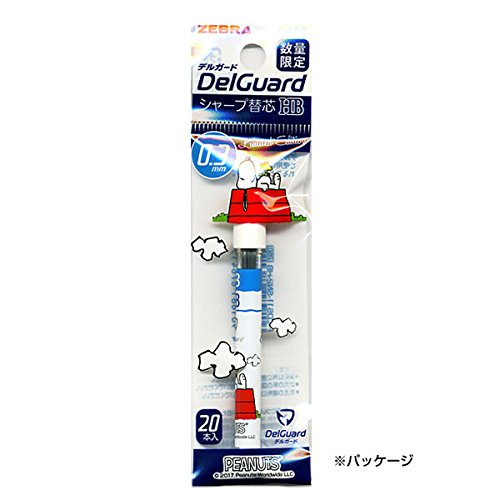 ZEBRA
数量
限定
デルガード
DelGuard
シャープ替芯 HB
0.3
mm
20
本入
DelGuard
デルガード
PEANUTS
©2017 Peanuts Worldwide LLC
※パッケージ